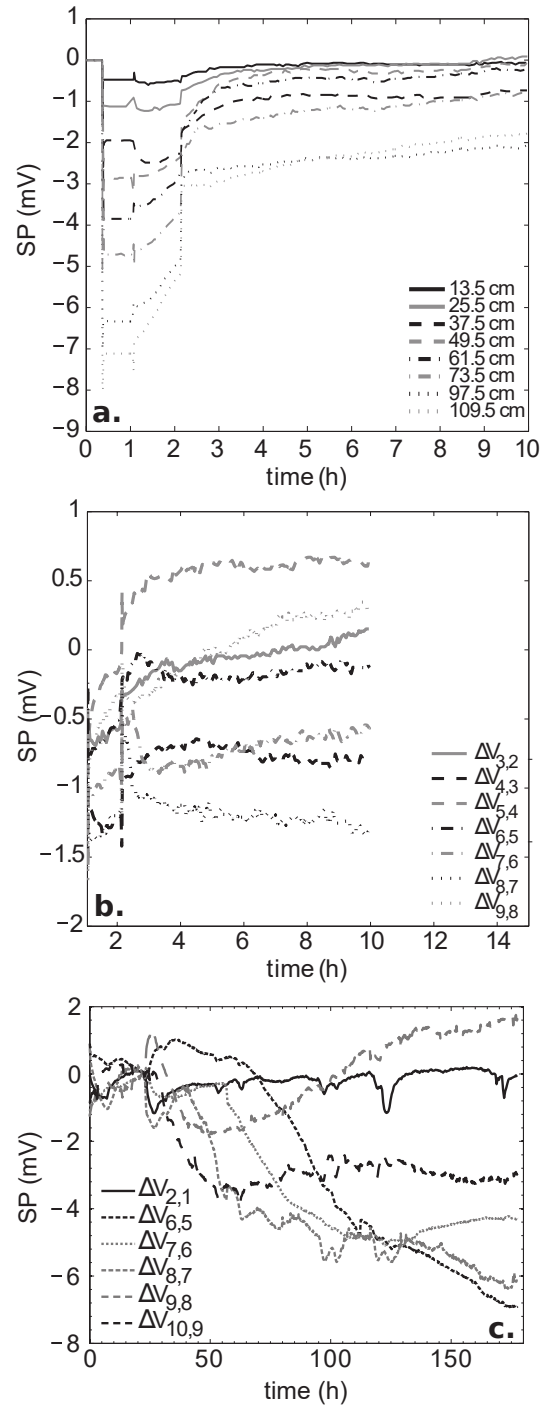 1
0
−1
−2
−3
−4
−5
−6
−7
−8
−9
SP (mV)
13.5 cm
25.5 cm
37.5 cm
49.5 cm
61.5 cm
73.5 cm
97.5 cm
109.5 cm
a.
0 1 2 3 4 5 6 7 8 9 10
time (h)
1
0.5
0
−0.5
−1
−1.5
−2
SP (mV)
ΔV3,2
ΔV4,3
ΔV5,4
ΔV6,5
ΔV7,6
ΔV8,7
ΔV9,8
b.
2 4 6 8 10 12 14
time (h)
2
0
−2
−4
−6
−8
SP (mV)
ΔV2,1
ΔV6,5
ΔV7,6
ΔV8,7
ΔV9,8
ΔV10,9
c.
0 50 100 150
time (h)